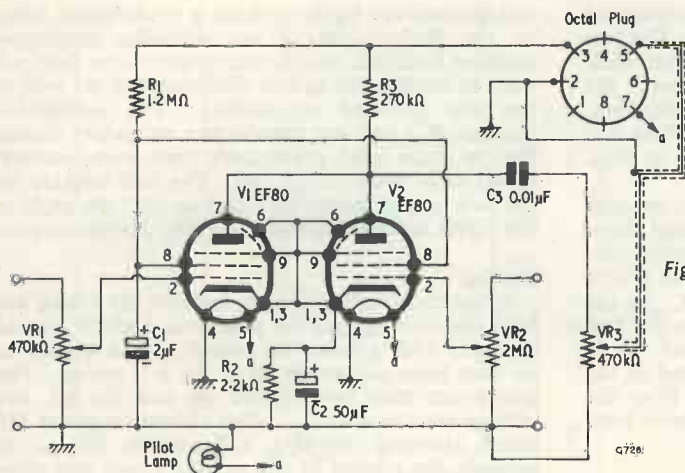 Octal Plug
3 4 5
2 6
1 8 7
a
R1
1.2MΩ
R3
270kΩ
C3 0.01μF
V1 EF80
V2
EF80
7
6
6
7
8
2
9
9
8
2
1,3
1,3
4
5
4
5
a
a
VR1
470kΩ
+
C1
2μF
-
R2
2.2kΩ
+
C2 50μF
VR2
2MΩ
VR3
470kΩ
Pilot
Lamp
a
Fig